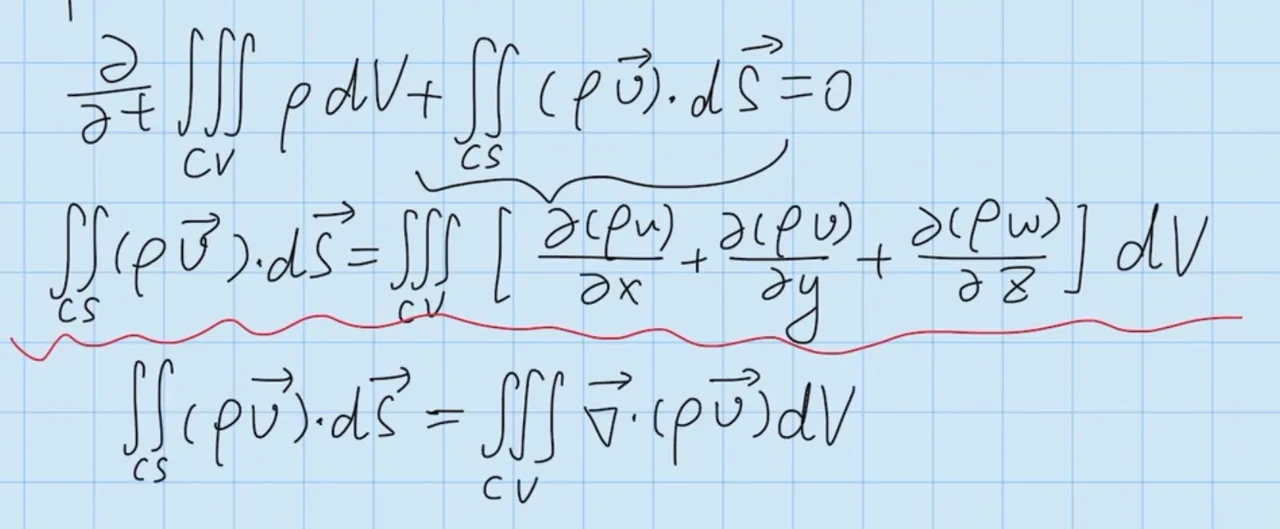 ∂/∂t ∭_CV ρ dV + ∬_CS (ρv⃗)·dS⃗ = 0
∬_CS (ρv⃗)·dS⃗ = ∭_CV [ ∂(ρu)/∂x + ∂(ρv)/∂y + ∂(ρw)/∂z ] dV
∬_CS (ρv⃗)·dS⃗ = ∭_CV ∇⃗·(ρv⃗) dV